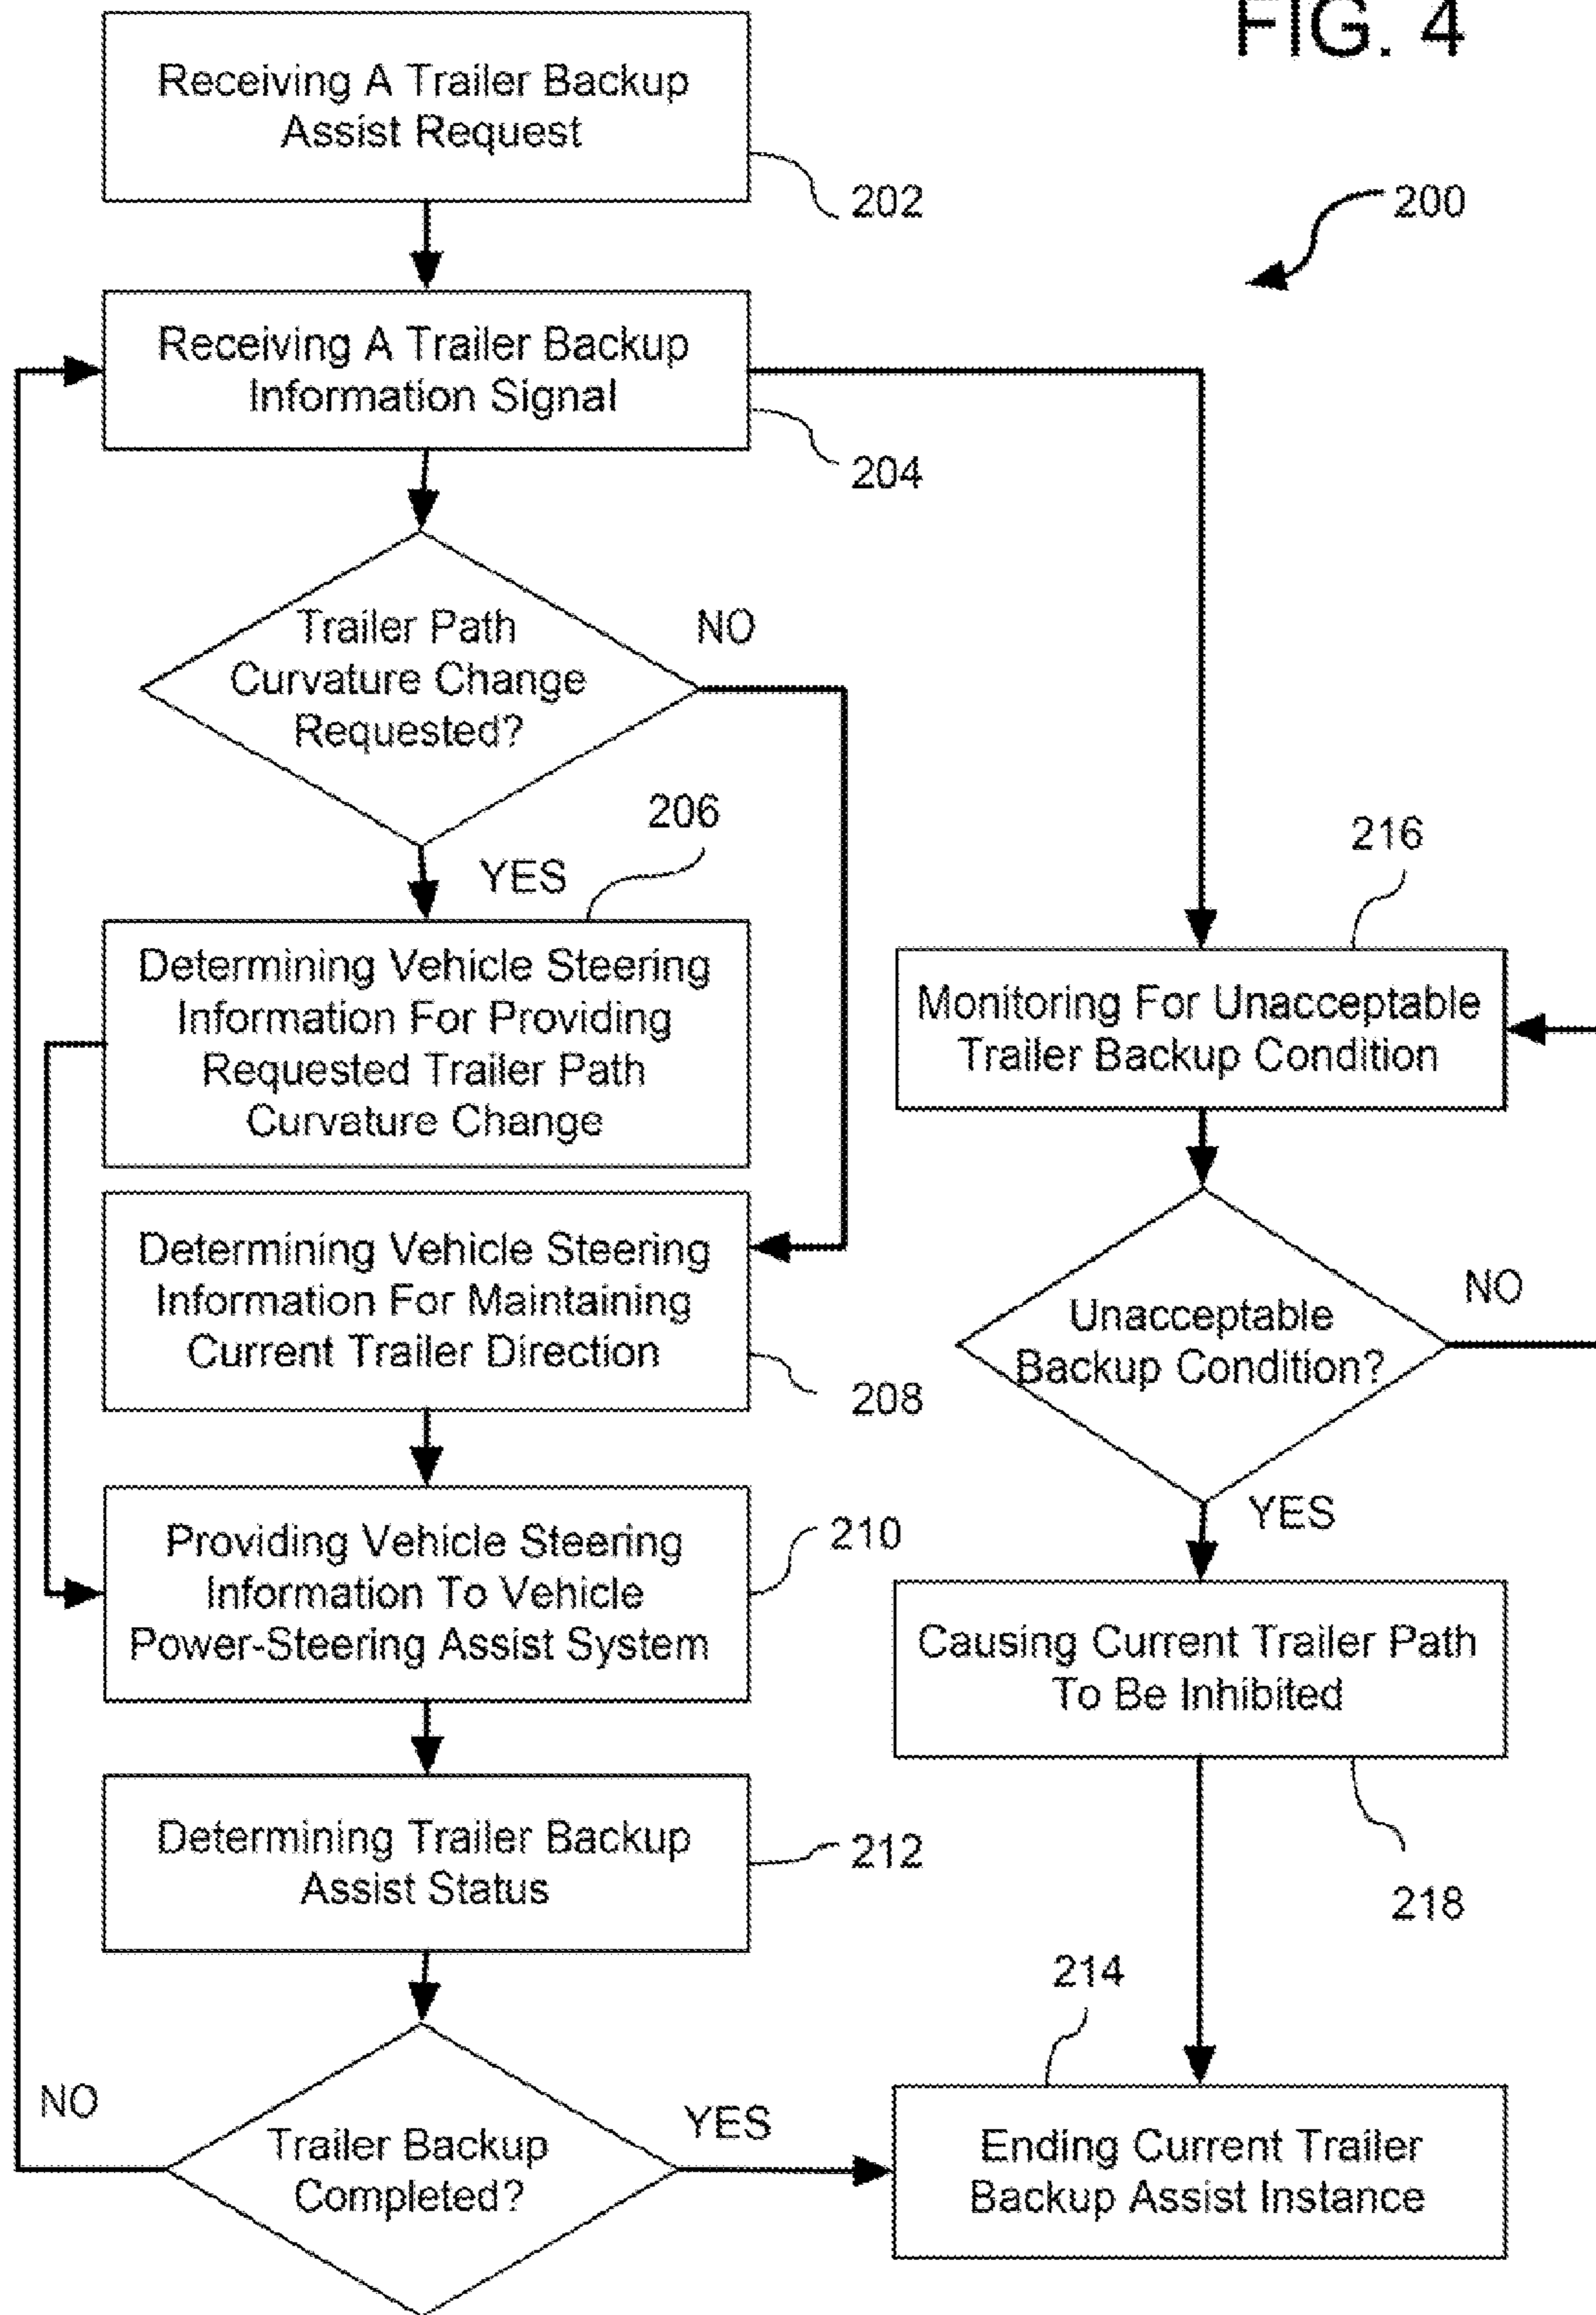 FIG. 4
Receiving A Trailer Backup
Assist Request
202
200
Receiving A Trailer Backup
Information Signal
204
Trailer Path
Curvature Change
Requested?
NO
YES
206
Determining Vehicle Steering
Information For Providing
Requested Trailer Path
Curvature Change
Determining Vehicle Steering
Information For Maintaining
Current Trailer Direction
208
Providing Vehicle Steering
Information To Vehicle
Power-Steering Assist System
210
Determining Trailer Backup
Assist Status
212
Trailer Backup
Completed?
NO
YES
216
Monitoring For Unacceptable
Trailer Backup Condition
Unacceptable
Backup Condition?
NO
YES
Causing Current Trailer Path
To Be Inhibited
218
214
Ending Current Trailer
Backup Assist Instance